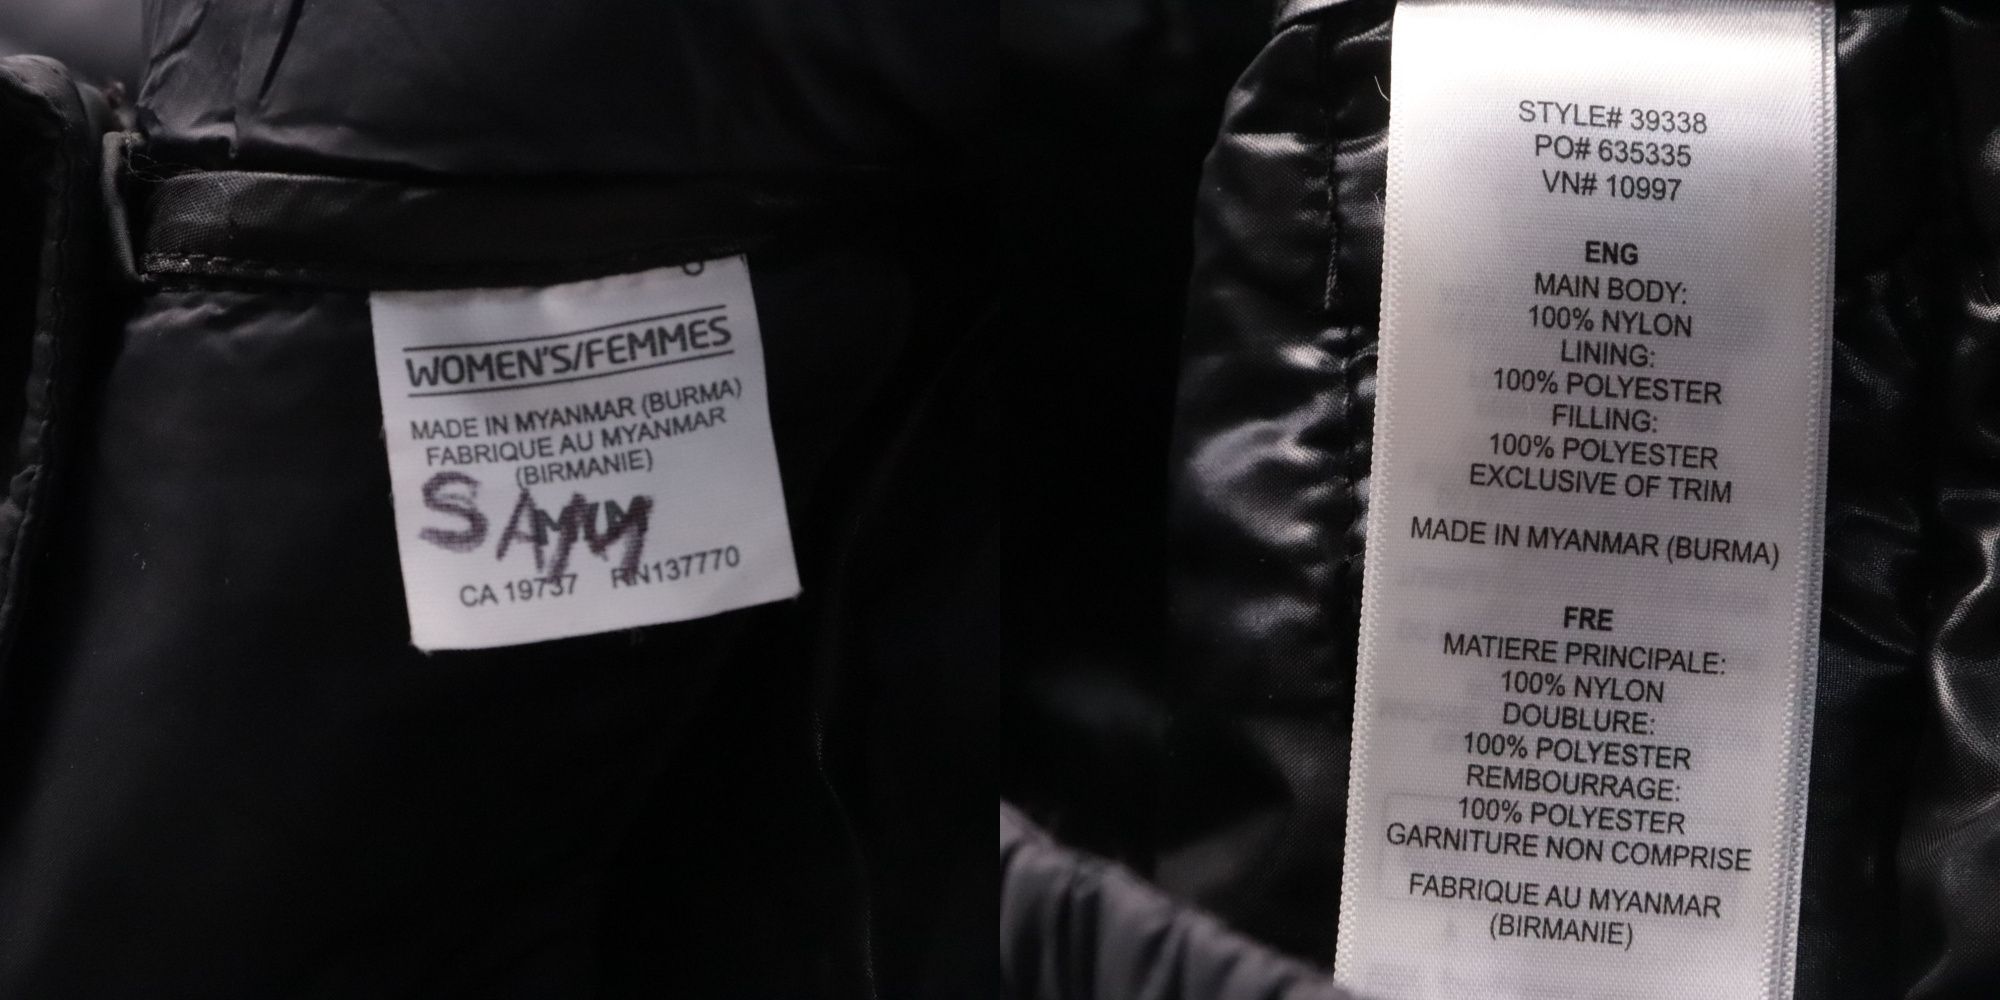 WOMEN'S/FEMMES
MADE IN MYANMAR (BURMA)
FABRIQUE AU MYANMAR
(BIRMANIE)
CA 19737 RN137770
STYLE# 39338
PO# 635335
VN# 10997
ENG
MAIN BODY:
100% NYLON
LINING:
100% POLYESTER
FILLING:
100% POLYESTER
EXCLUSIVE OF TRIM
MADE IN MYANMAR (BURMA)
FRE
MATIERE PRINCIPALE:
100% NYLON
DOUBLURE:
100% POLYESTER
REMBOURRAGE:
100% POLYESTER
GARNITURE NON COMPRISE
FABRIQUE AU MYANMAR
(BIRMANIE)